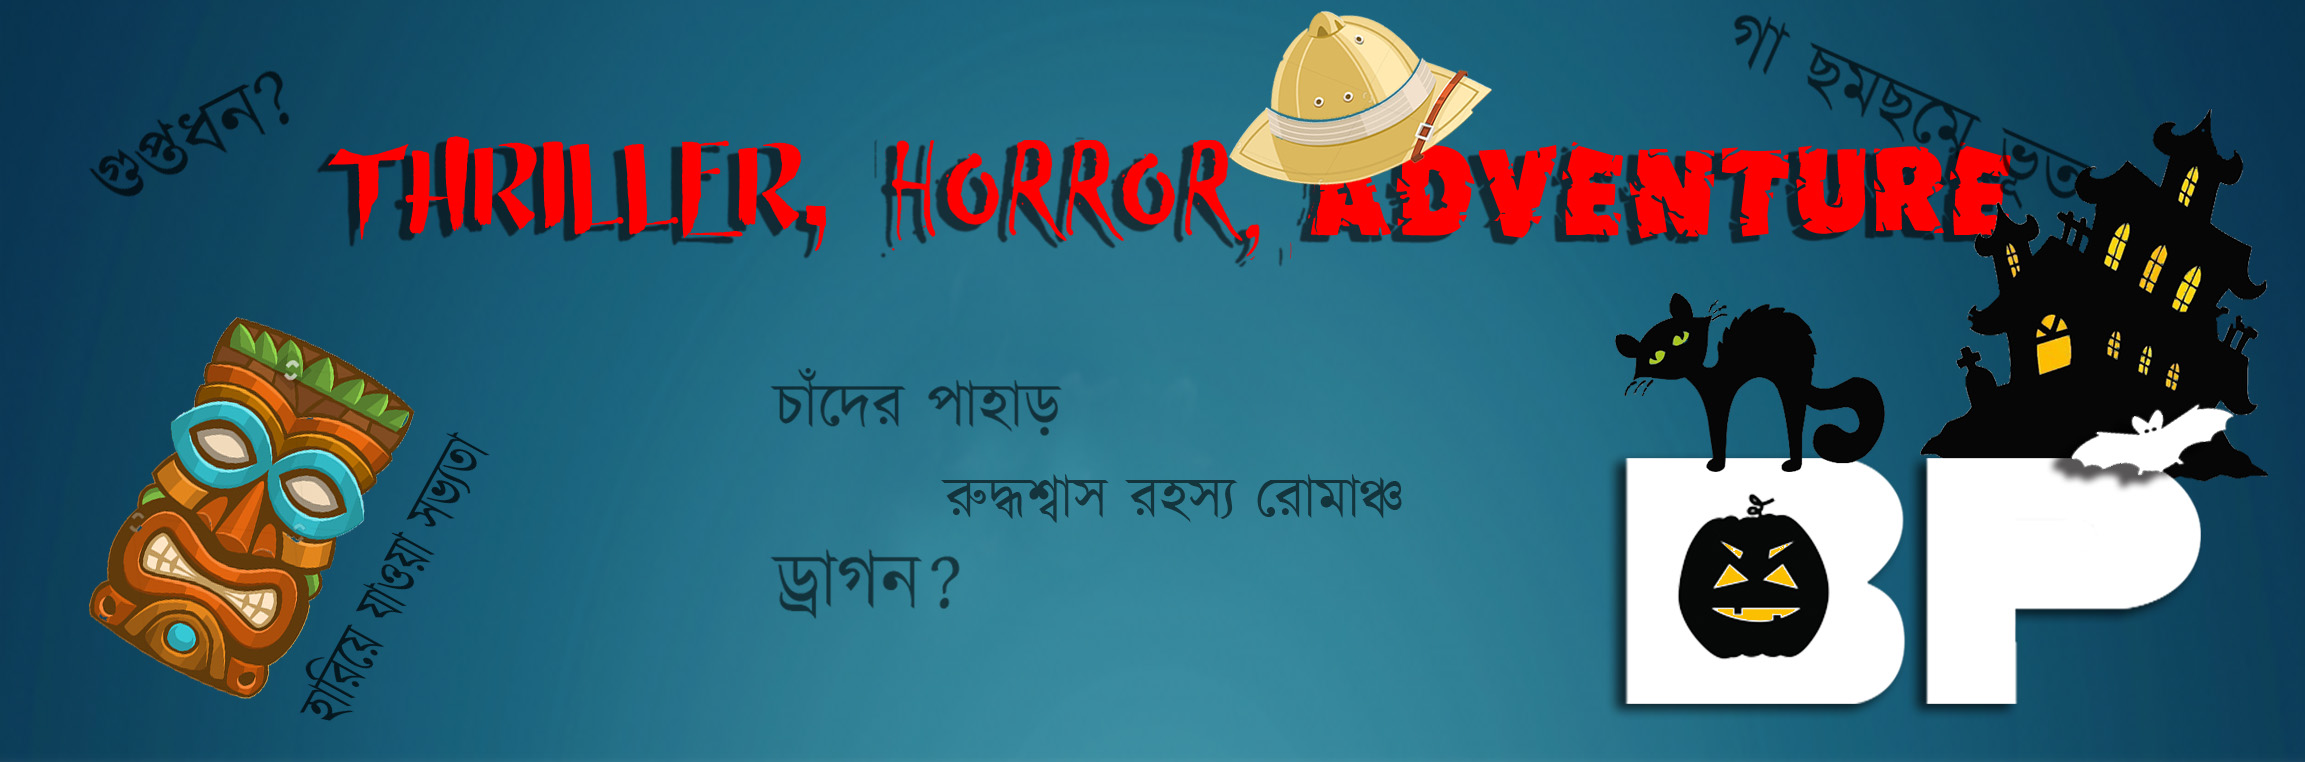 গুপ্তধন?
গা ছমছমে ভূত
THRILLER, HORROR, ADVENTURE
চাঁদের পাহাড়
রুদ্ধশ্বাস রহস্য রোমাঞ্চ
ড্রাগন?
হারিয়ে যাওয়া সভ্যতা
BP